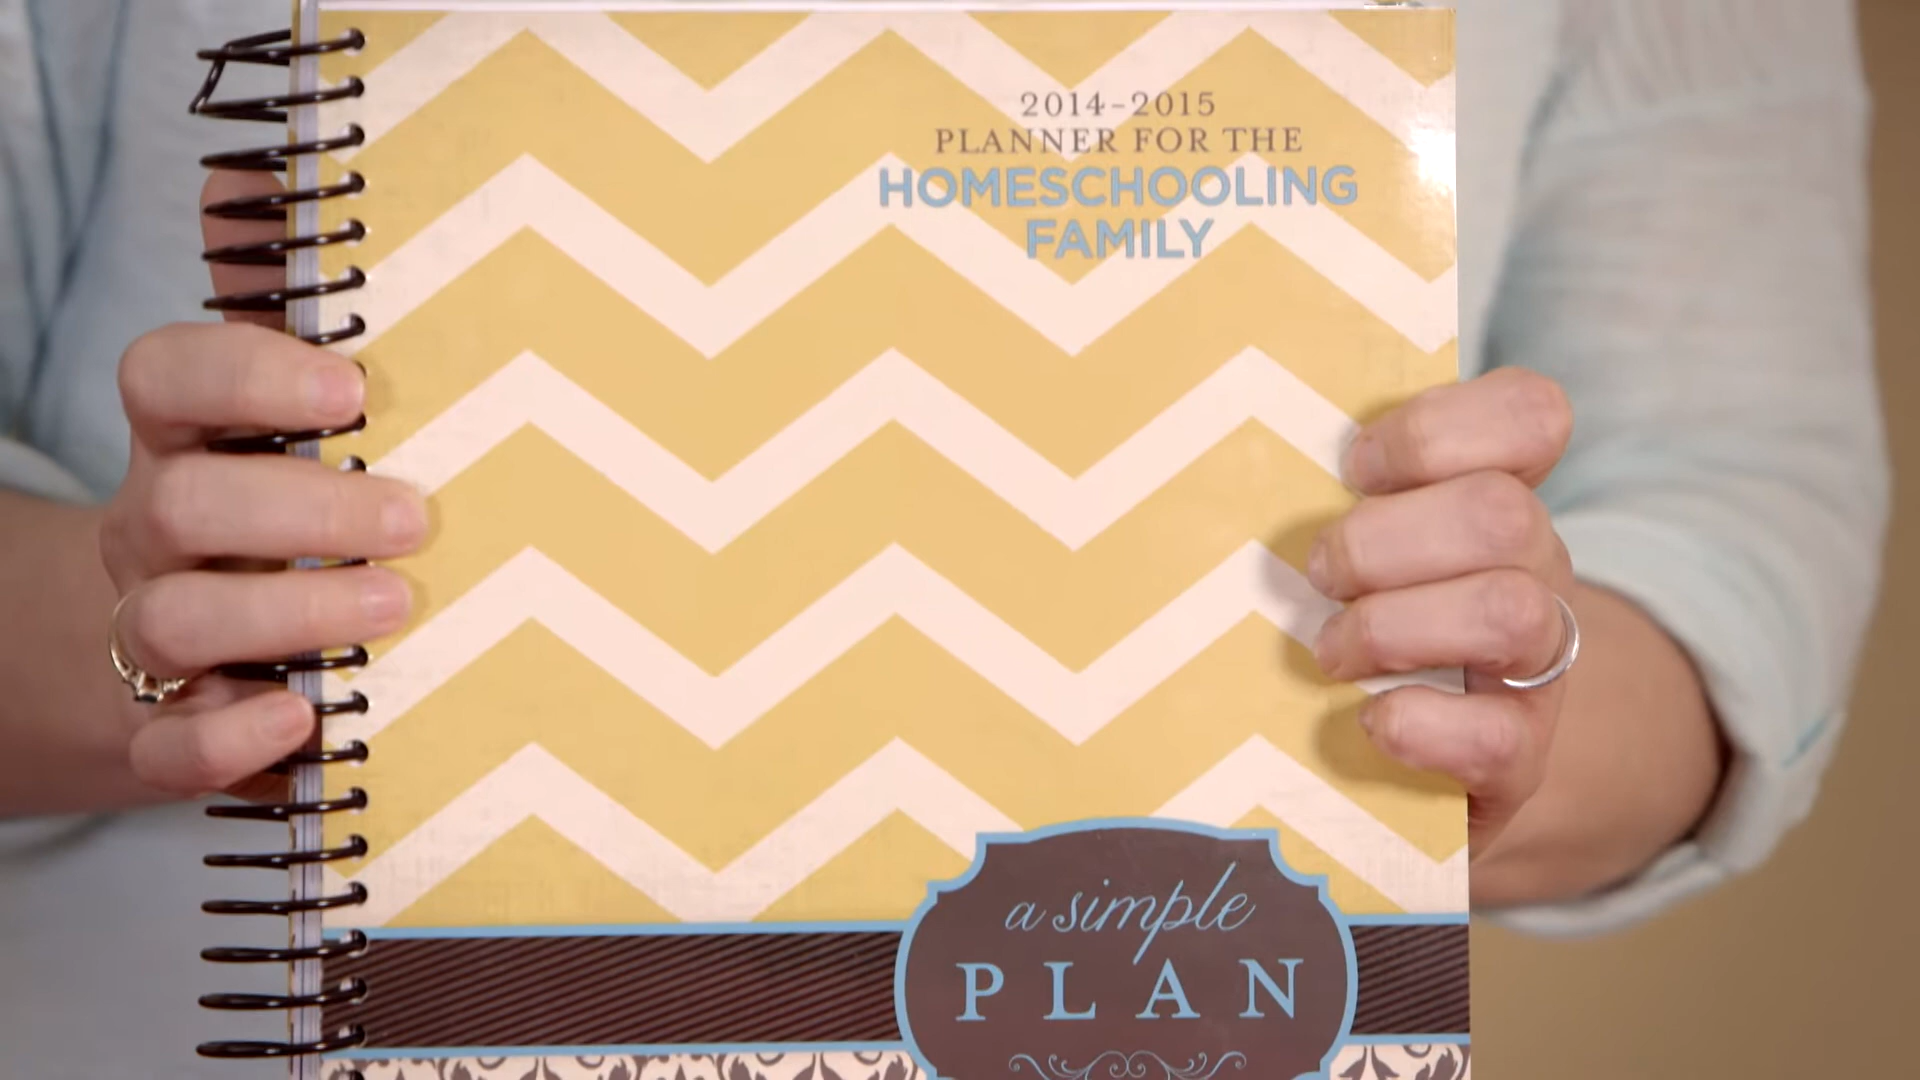 2014-2015
PLANNER FOR THE
HOMESCHOOLING
FAMILY
a simple
PLAN